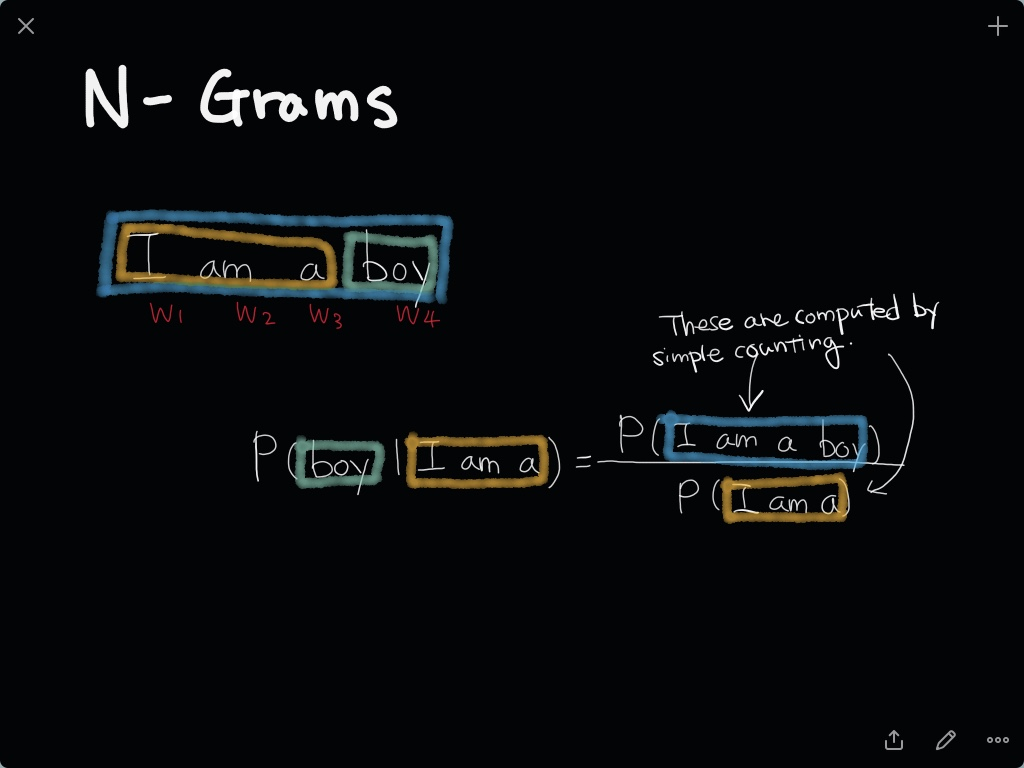 N-Grams
I am a boy
W1 W2 W3 W4
These are computed by
simple counting.
P(I am a boy)
P(boy | I am a) =
P(I am a)